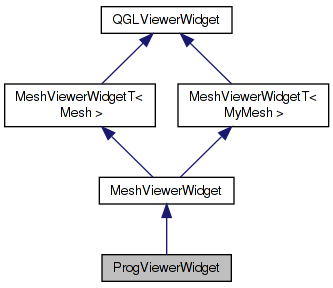 QGLViewerWidget
MeshViewerWidgetT<
Mesh >
MeshViewerWidgetT<
MyMesh >
MeshViewerWidget
ProgViewerWidget